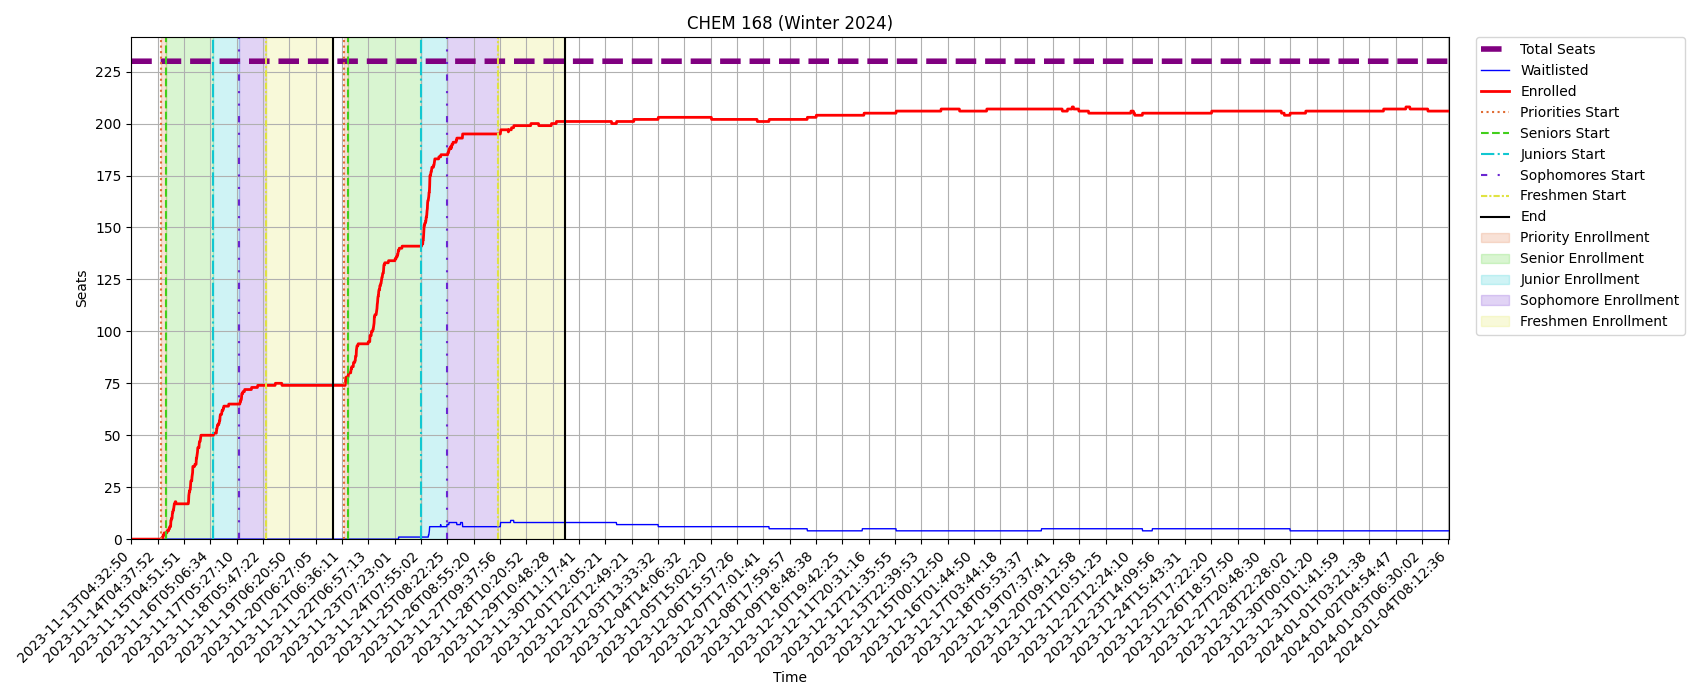 CHEM 168 (Winter 2024)
Seats
225
200
175
150
125
100
75
50
25
0
2023-11-13T04:32:50
2023-11-14T04:37:52
2023-11-15T04:51:51
2023-11-16T05:06:34
2023-11-17T05:27:10
2023-11-18T05:47:22
2023-11-19T06:20:50
2023-11-20T06:27:05
2023-11-21T06:36:11
2023-11-22T06:57:13
2023-11-23T07:23:01
2023-11-24T07:55:02
2023-11-25T08:22:25
2023-11-26T08:55:20
2023-11-27T09:37:56
2023-11-28T10:20:52
2023-11-29T10:48:28
2023-11-30T11:17:41
2023-12-01T12:05:21
2023-12-02T12:49:21
2023-12-03T13:33:32
2023-12-04T14:06:32
2023-12-05T15:02:20
2023-12-06T15:57:26
2023-12-07T17:01:41
2023-12-08T17:59:57
2023-12-09T18:48:38
2023-12-10T19:42:25
2023-12-11T20:31:16
2023-12-12T21:35:55
2023-12-13T22:39:53
2023-12-15T00:12:50
2023-12-16T01:44:50
2023-12-17T03:44:18
2023-12-18T05:53:37
2023-12-19T07:37:41
2023-12-20T09:12:58
2023-12-21T10:51:25
2023-12-22T12:24:10
2023-12-23T14:09:56
2023-12-24T15:43:31
2023-12-25T17:22:20
2023-12-26T18:57:50
2023-12-27T20:48:30
2023-12-28T22:28:02
2023-12-30T00:01:20
2023-12-31T01:41:59
2024-01-01T03:21:38
2024-01-02T04:54:47
2024-01-03T06:30:02
2024-01-04T08:12:36
Time
Total Seats
Waitlisted
Enrolled
Priorities Start
Seniors Start
Juniors Start
Sophomores Start
Freshmen Start
End
Priority Enrollment
Senior Enrollment
Junior Enrollment
Sophomore Enrollment
Freshmen Enrollment